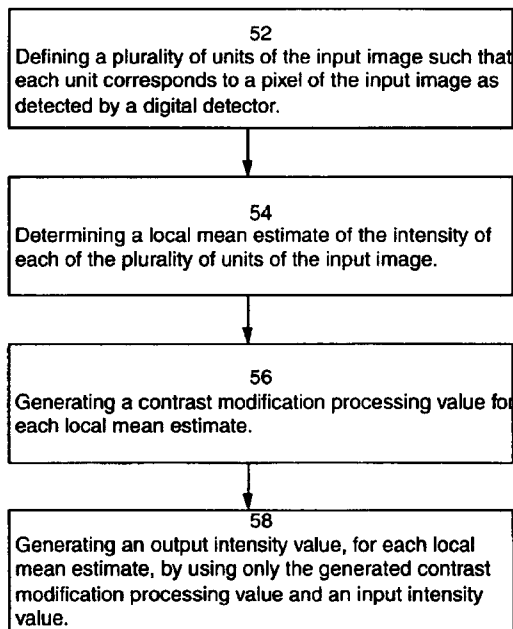 52
Defining a plurality of units of the input image such that
each unit corresponds to a pixel of the input image as
detected by a digital detector.
54
Determining a local mean estimate of the intensity of
each of the plurality of units of the input image.
56
Generating a contrast modification processing value for
each local mean estimate.
58
Generating an output intensity value, for each local
mean estimate, by using only the generated contrast
modification processing value and an input intensity
value.